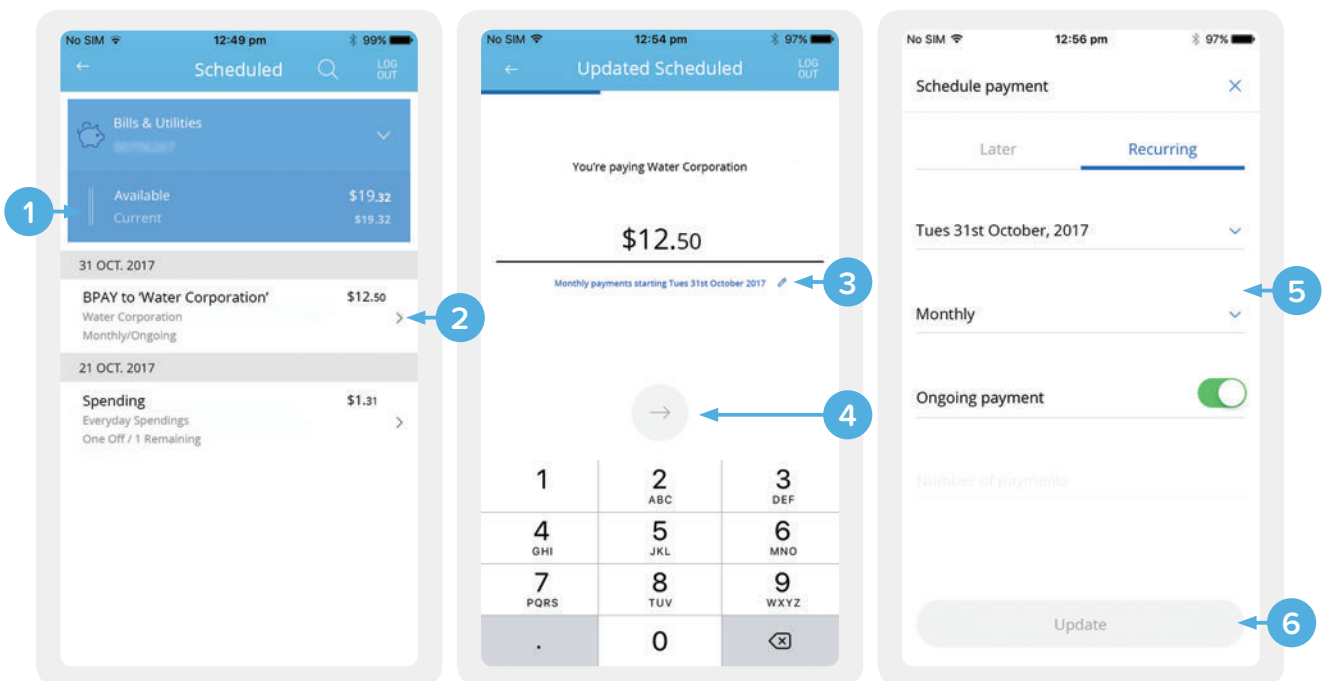 No SIM 12:49 pm 99%
Scheduled LOG OUT
Bills & Utilities
Available $19.32
Current $19.32
1
31 OCT. 2017
BPAY to ‘Water Corporation’ $12.50
Water Corporation
Monthly/Ongoing
2
21 OCT. 2017
Spending $1.31
Everyday Spendings
One Off / 1 Remaining
No SIM 12:54 pm 97%
Updated Scheduled LOG OUT
You're paying Water Corporation
$12.50
Monthly payments starting Tues 31st October 2017
3
4
1 2 3
ABC DEF
4 5 6
GHI JKL MNO
7 8 9
PQRS TUV WXYZ
. 0
No SIM 12:56 pm 97%
Schedule payment
Later Recurring
Tues 31st October, 2017
5
Monthly
Ongoing payment
Number of payments
Update
6